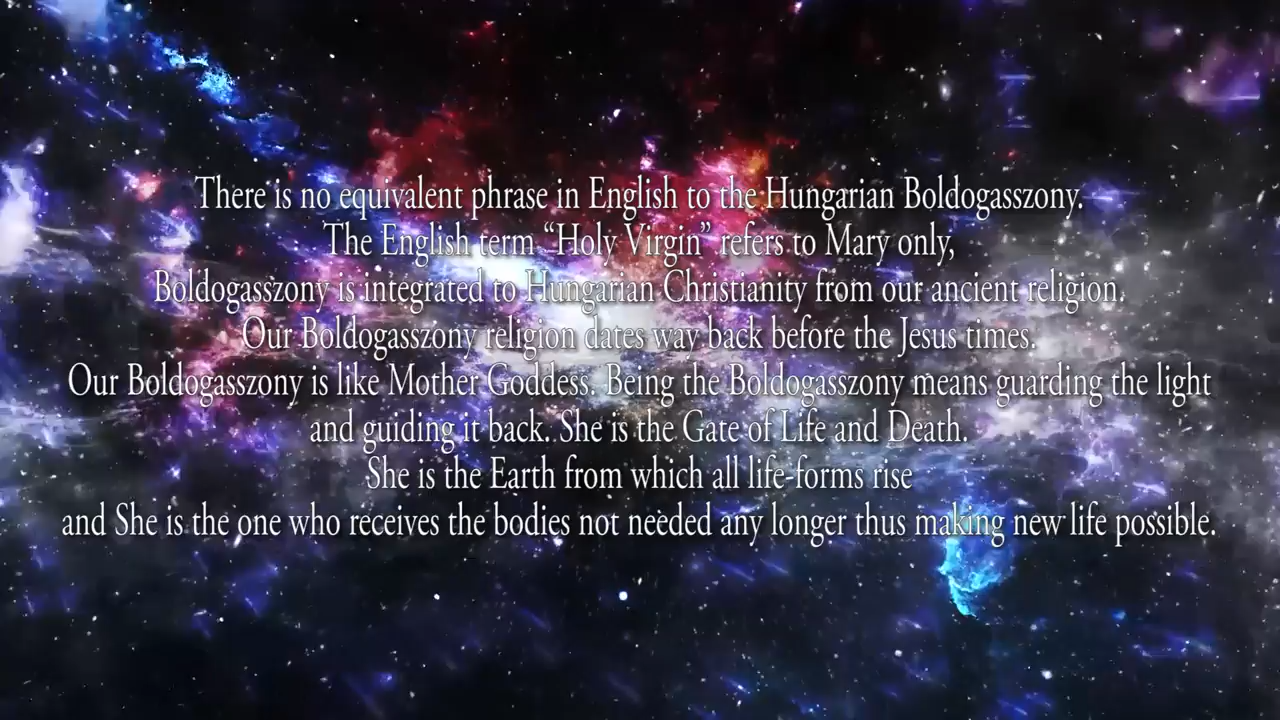 There is no equivalent phrase in English to the Hungarian Boldogasszony.
The English term “Holy Virgin” refers to Mary only,
Boldogasszony is integrated to Hungarian Christianity from our ancient religion.
Our Boldogasszony religion dates way back before the Jesus times.
Our Boldogasszony is like Mother Goddess. Being the Boldogasszony means guarding the light
and guiding it back. She is the Gate of Life and Death.
She is the Earth from which all life-forms rise
and She is the one who receives the bodies not needed any longer thus making new life possible.